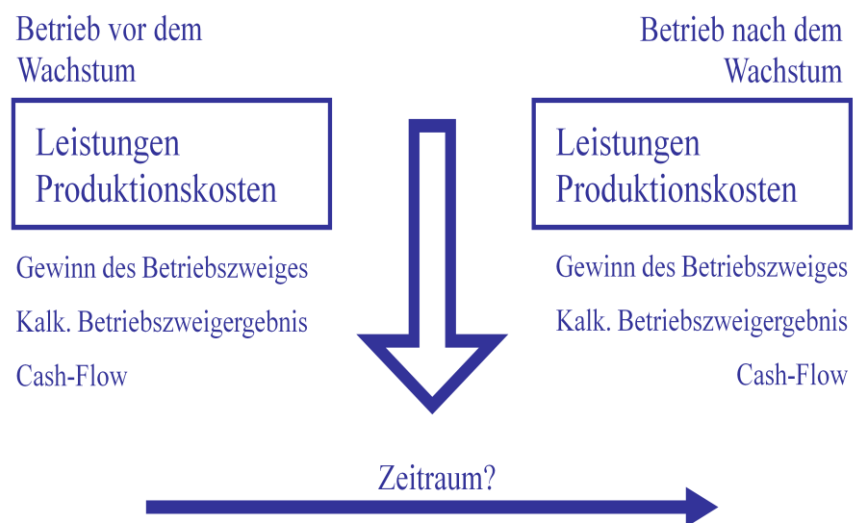 Betrieb vor dem
Wachstum
Leistungen
Produktionskosten
Gewinn des Betriebszweiges
Kalk. Betriebszweigergebnis
Cash-Flow
Betrieb nach dem
Wachstum
Leistungen
Produktionskosten
Gewinn des Betriebszweiges
Kalk. Betriebszweigergebnis
Cash-Flow
Zeitraum?